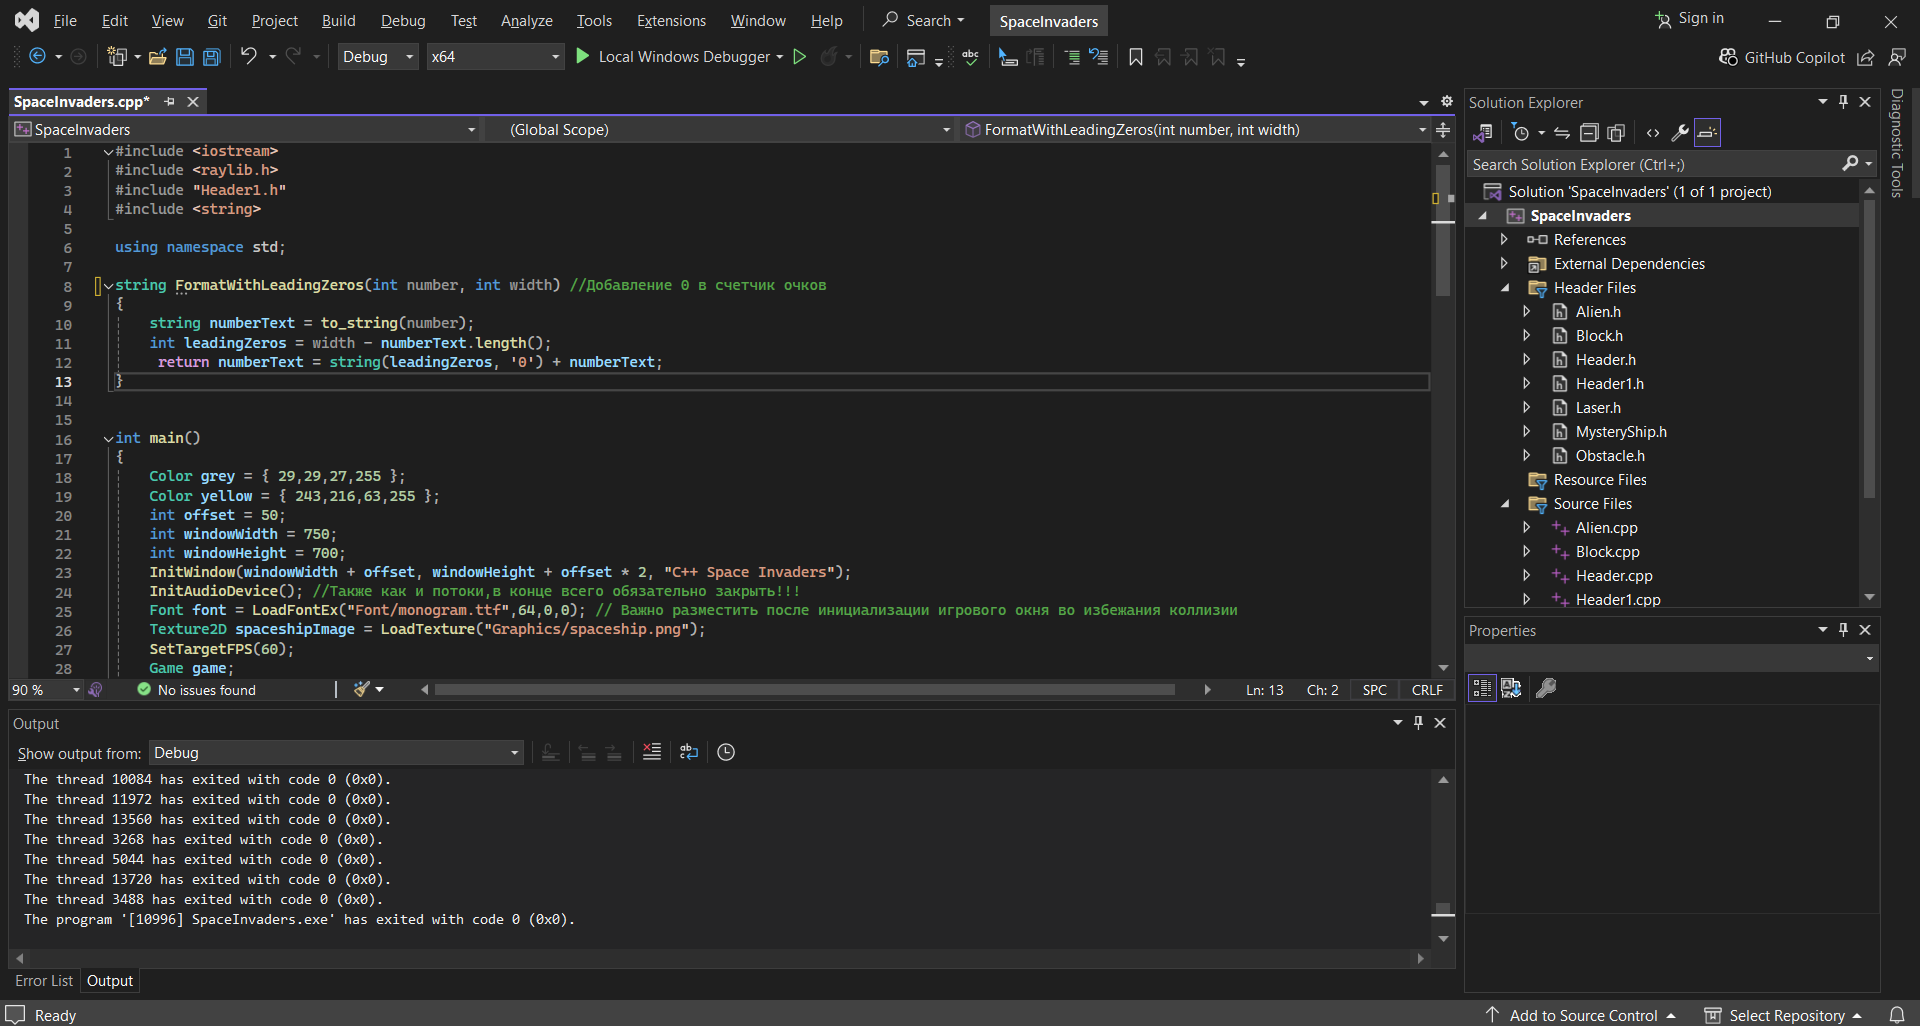 File Edit View Git Project Build Debug Test Analyze Tools Extensions Window Help Search SpaceInvaders Sign in
Debug x64 Local Windows Debugger GitHub Copilot
SpaceInvaders.cpp*
SpaceInvaders (Global Scope) FormatWithLeadingZeros(int number, int width)
1 #include <iostream>
2 #include <raylib.h>
3 #include "Header1.h"
4 #include <string>
5
6 using namespace std;
7
8 string FormatWithLeadingZeros(int number, int width) //Добавление 0 в счетчик очков
9 {
10 string numberText = to_string(number);
11 int leadingZeros = width - numberText.length();
12 return numberText = string(leadingZeros, '0') + numberText;
13 }
14
15
16 int main()
17 {
18 Color grey = { 29,29,27,255 };
19 Color yellow = { 243,216,63,255 };
20 int offset = 50;
21 int windowWidth = 750;
22 int windowHeight = 700;
23 InitWindow(windowWidth + offset, windowHeight + offset * 2, "C++ Space Invaders");
24 InitAudioDevice(); //Также как и потоки,в конце всего обязательно закрыть!!!
25 Font font = LoadFontEx("Font/monogram.ttf",64,0,0); // Важно разместить после инициализации игрового окня во избежания коллизии
26 Texture2D spaceshipImage = LoadTexture("Graphics/spaceship.png");
27 SetTargetFPS(60);
28 Game game;
90 % No issues found Ln: 13 Ch: 2 SPC CRLF
Output
Show output from: Debug
The thread 10084 has exited with code 0 (0x0).
The thread 11972 has exited with code 0 (0x0).
The thread 13560 has exited with code 0 (0x0).
The thread 3268 has exited with code 0 (0x0).
The thread 5044 has exited with code 0 (0x0).
The thread 13720 has exited with code 0 (0x0).
The thread 3488 has exited with code 0 (0x0).
The program '[10996] SpaceInvaders.exe' has exited with code 0 (0x0).
Error List Output
Solution Explorer
Search Solution Explorer (Ctrl+;)
Solution 'SpaceInvaders' (1 of 1 project)
SpaceInvaders
References
External Dependencies
Header Files
Alien.h
Block.h
Header.h
Header1.h
Laser.h
MysteryShip.h
Obstacle.h
Resource Files
Source Files
Alien.cpp
Block.cpp
Header.cpp
Header1.cpp
Properties
Diagnostic Tools
Ready Add to Source Control Select Repository